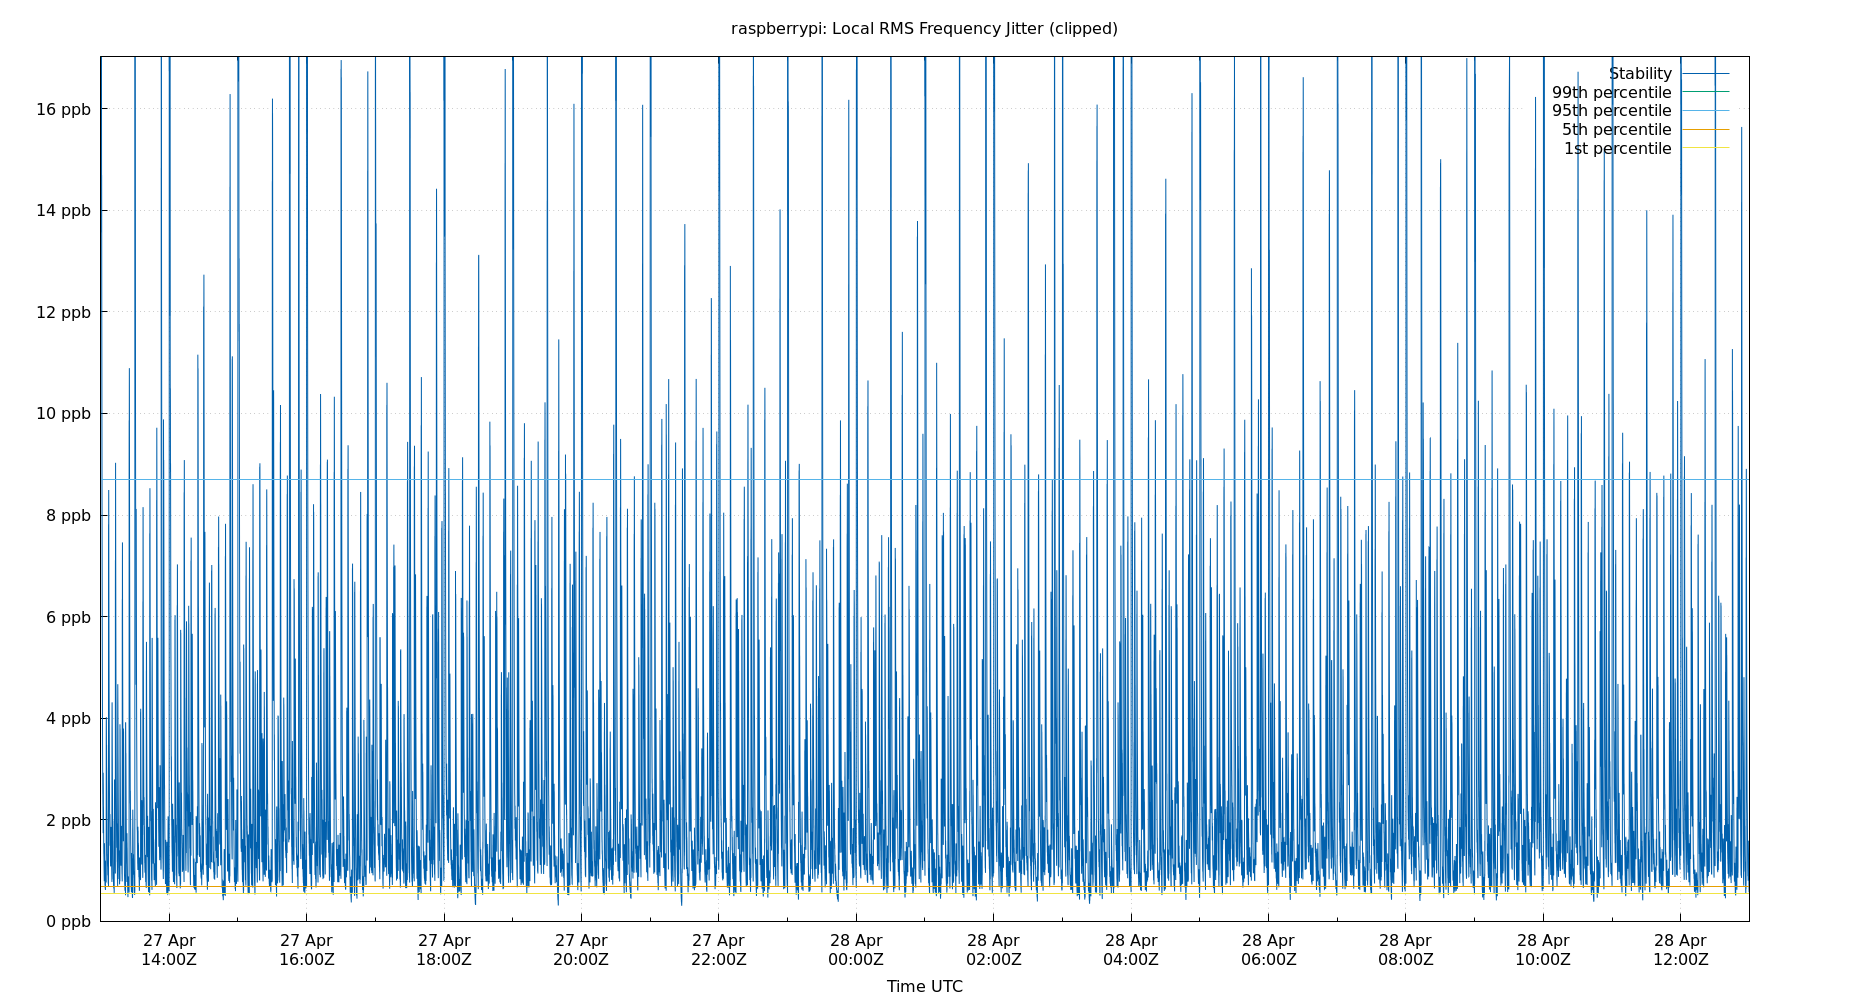 raspberrypi: Local RMS Frequency Jitter (clipped)
Stability
99th percentile
95th percentile
5th percentile
1st percentile
16 ppb
14 ppb
12 ppb
10 ppb
8 ppb
6 ppb
4 ppb
2 ppb
0 ppb
27 Apr 27 Apr 27 Apr 27 Apr 27 Apr 28 Apr 28 Apr 28 Apr 28 Apr 28 Apr 28 Apr 28 Apr
14:00Z 16:00Z 18:00Z 20:00Z 22:00Z 00:00Z 02:00Z 04:00Z 06:00Z 08:00Z 10:00Z 12:00Z
Time UTC